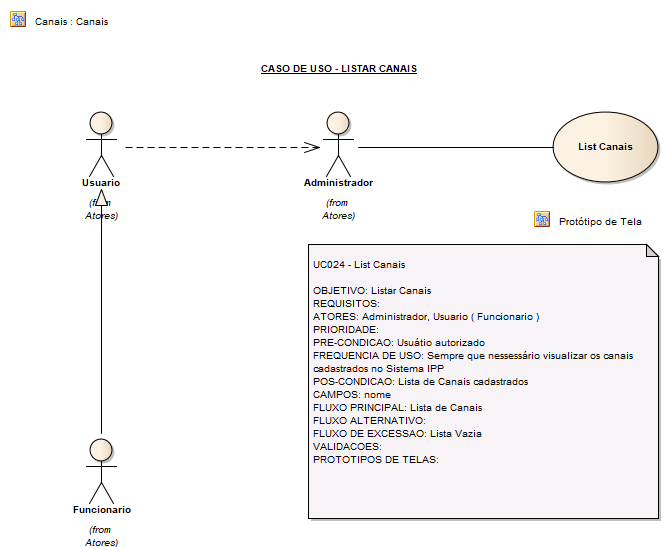 Canais : Canais
CASO DE USO - LISTAR CANAIS
Usuario
(from
Atores)
Administrador
(from
Atores)
List Canais
Protótipo de Tela
UC024 - List Canais
OBJETIVO: Listar Canais
REQUISITOS:
ATORES: Administrador, Usuario ( Funcionario )
PRIORIDADE:
PRE-CONDICAO: Usuátio autorizado
FREQUENCIA DE USO: Sempre que nessessário visualizar os canais
cadastrados no Sistema IPP
POS-CONDICAO: Lista de Canais cadastrados
CAMPOS: nome
FLUXO PRINCIPAL: Lista de Canais
FLUXO ALTERNATIVO:
FLUXO DE EXCESSAO: Lista Vazia
VALIDACOES:
PROTOTIPOS DE TELAS:
Funcionario
(from
Atores)